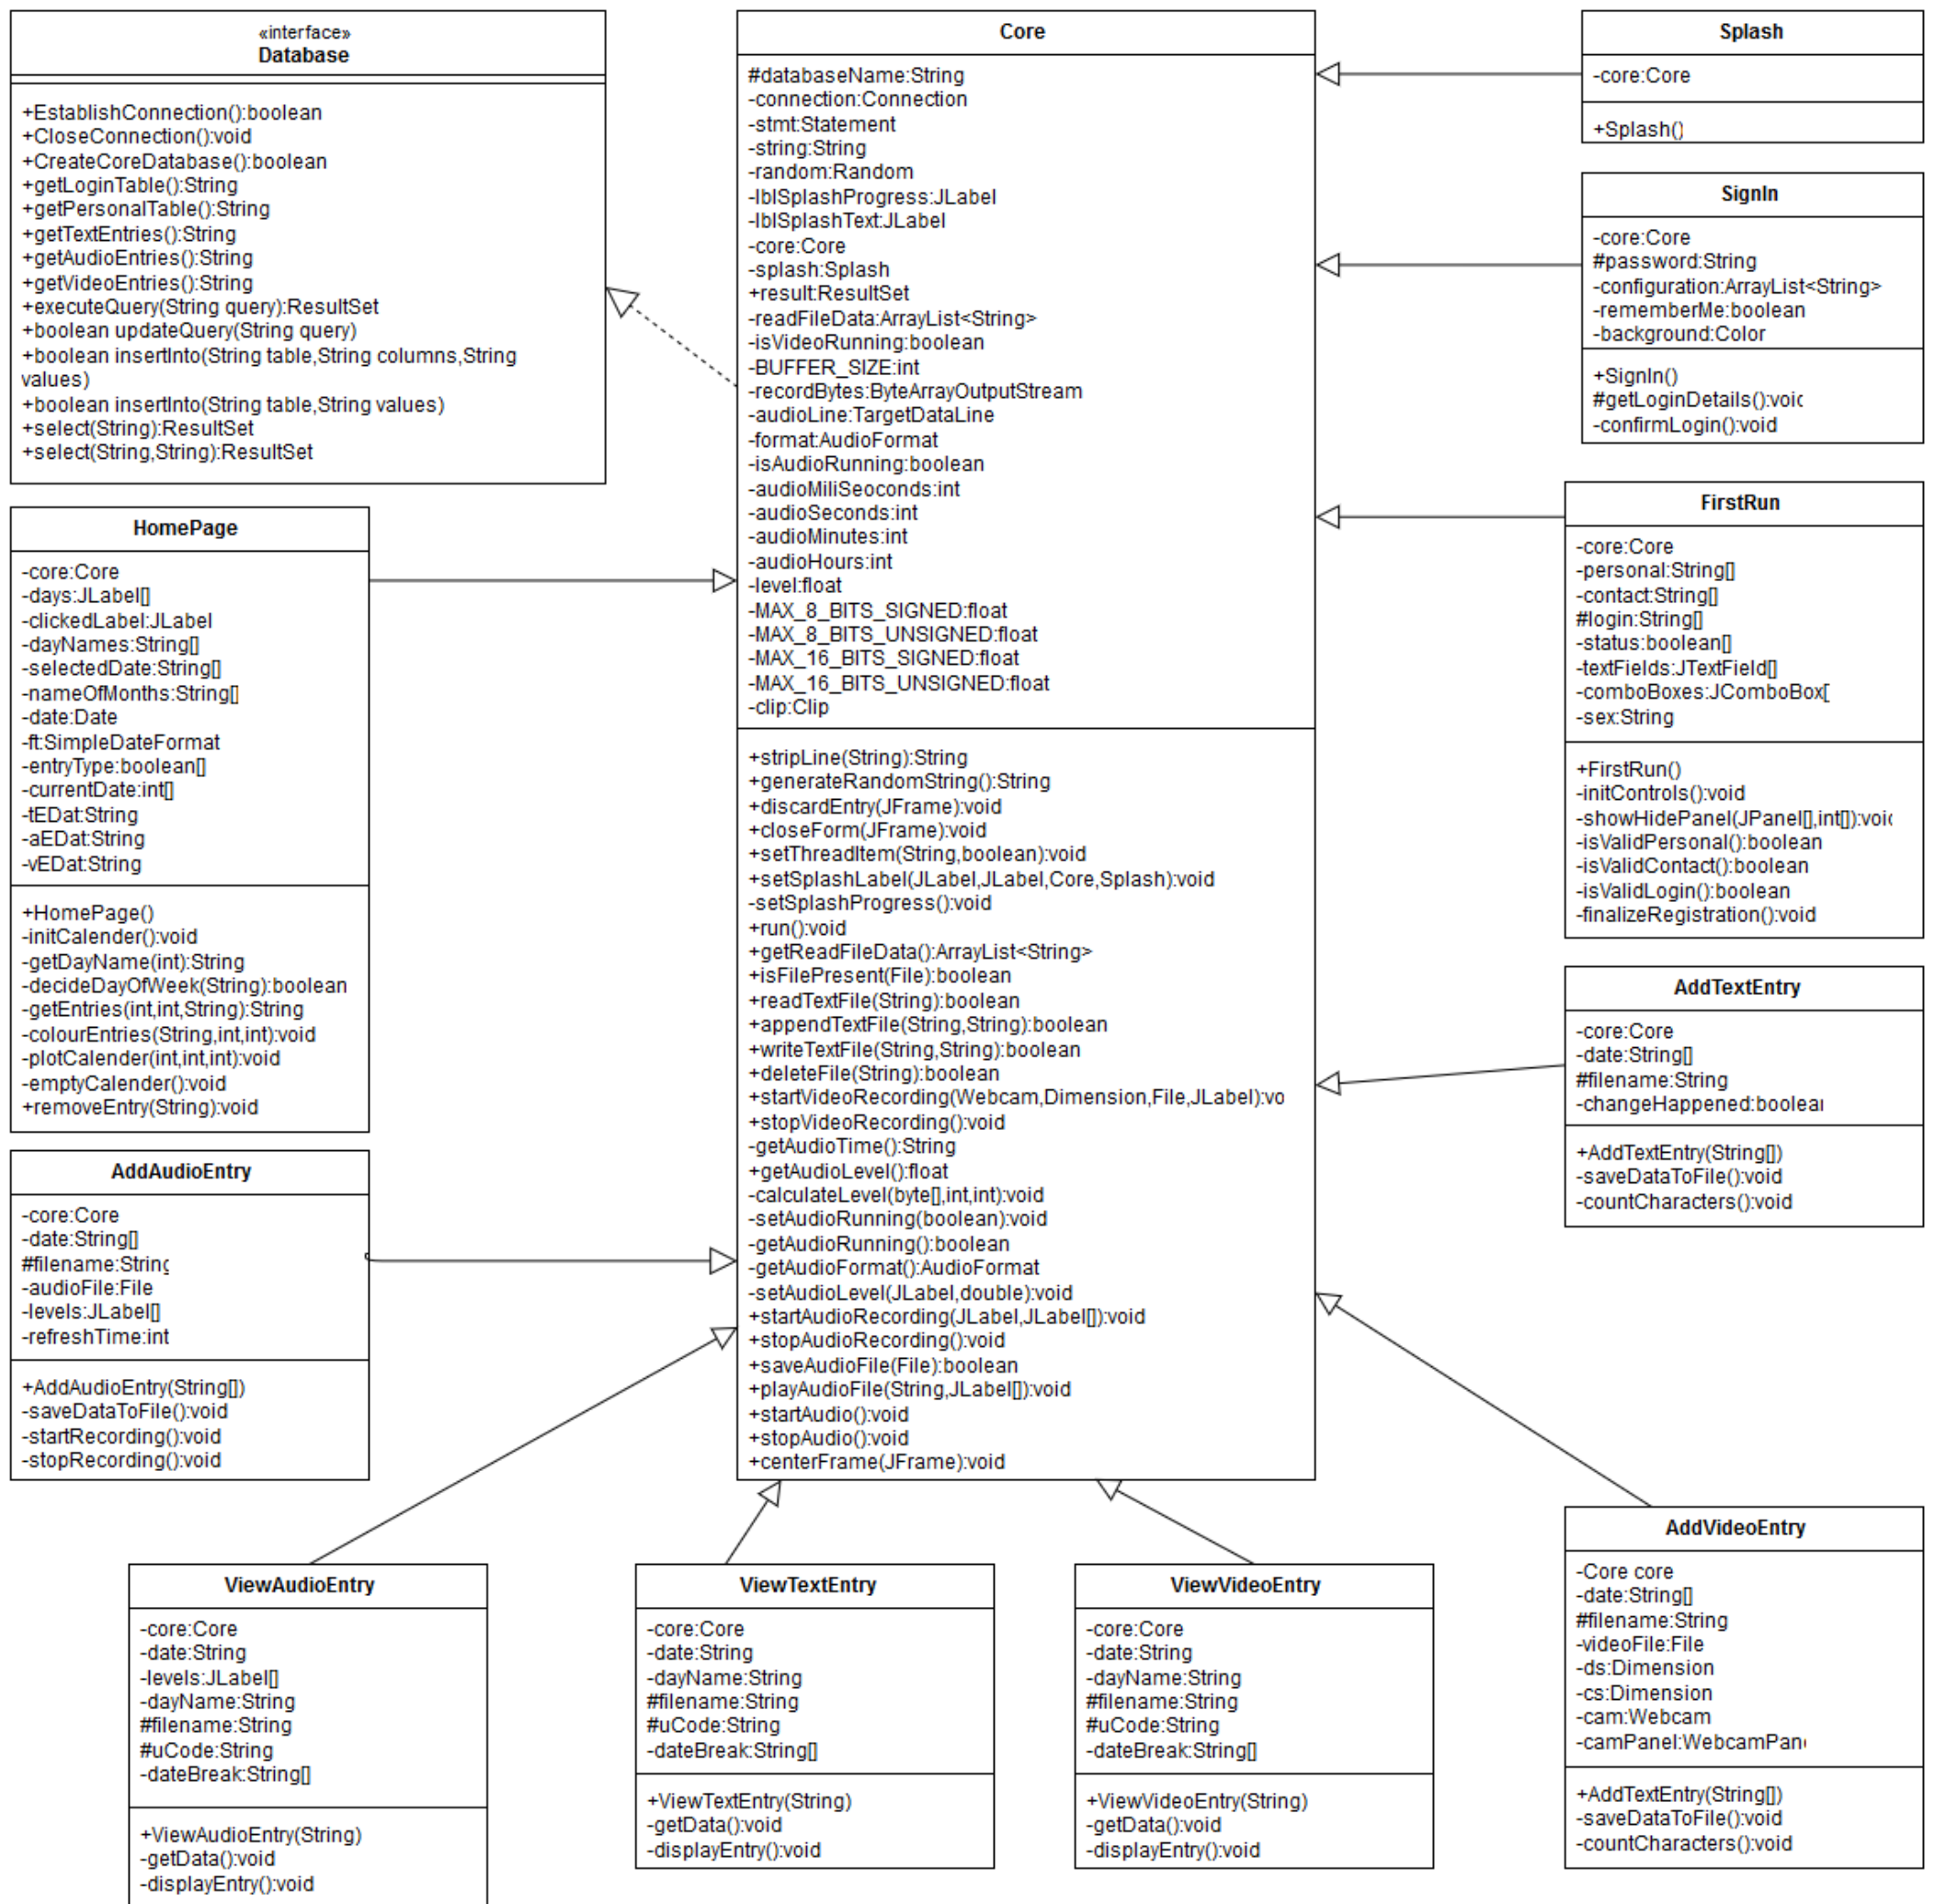 «interface»
Database
+EstablishConnection():boolean
+CloseConnection():void
+CreateCoreDatabase():boolean
+getLoginTable():String
+getPersonalTable():String
+getTextEntries():String
+getAudioEntries():String
+getVideoEntries():String
+executeQuery(String query):ResultSet
+boolean updateQuery(String query)
+boolean insertInto(String table,String columns,String
values)
+boolean insertInto(String table,String values)
+select(String):ResultSet
+select(String,String):ResultSet
HomePage
-core:Core
-days:JLabel[]
-clickedLabel:JLabel
-dayNames:String[]
-selectedDate:String[]
-nameOfMonths:String[]
-date:Date
-ft:SimpleDateFormat
-entryType:boolean[]
-currentDate:int[]
-tEDat:String
-aEDat:String
-vEDat:String
+HomePage()
-initCalender():void
-getDayName(int):String
-decideDayOfWeek(String):boolean
-getEntries(int,int,String):String
-colourEntries(String,int,int):void
-plotCalender(int,int,int):void
-emptyCalender():void
+removeEntry(String):void
AddAudioEntry
-core:Core
-date:String[]
#filename:String
-audioFile:File
-levels:JLabel[]
-refreshTime:int
+AddAudioEntry(String[])
-saveDataToFile():void
-startRecording():void
-stopRecording():void
Core
#databaseName:String
-connection:Connection
-stmt:Statement
-string:String
-random:Random
-lblSplashProgress:JLabel
-lblSplashText:JLabel
-core:Core
-splash:Splash
+result:ResultSet
-readFileData:ArrayList<String>
-isVideoRunning:boolean
-BUFFER_SIZE:int
-recordBytes:ByteArrayOutputStream
-audioLine:TargetDataLine
-format:AudioFormat
-isAudioRunning:boolean
-audioMiliSeoconds:int
-audioSeconds:int
-audioMinutes:int
-audioHours:int
-level:float
-MAX_8_BITS_SIGNED:float
-MAX_8_BITS_UNSIGNED:float
-MAX_16_BITS_SIGNED:float
-MAX_16_BITS_UNSIGNED:float
-clip:Clip
+stripLine(String):String
+generateRandomString():String
+discardEntry(JFrame):void
+closeForm(JFrame):void
+setThreadItem(String,boolean):void
+setSplashLabel(JLabel,JLabel,Core,Splash):void
-setSplashProgress():void
+run():void
+getReadFileData():ArrayList<String>
+isFilePresent(File):boolean
+readTextFile(String):boolean
+appendTextFile(String,String):boolean
+writeTextFile(String,String):boolean
+deleteFile(String):boolean
+startVideoRecording(Webcam,Dimension,File,JLabel):vo
+stopVideoRecording():void
-getAudioTime():String
+getAudioLevel():float
-calculateLevel(byte[],int,int):void
-setAudioRunning(boolean):void
-getAudioRunning():boolean
-getAudioFormat():AudioFormat
-setAudioLevel(JLabel,double):void
+startAudioRecording(JLabel,JLabel[]):void
+stopAudioRecording():void
+saveAudioFile(File):boolean
+playAudioFile(String,JLabel[]):void
+startAudio():void
+stopAudio():void
+centerFrame(JFrame):void
Splash
-core:Core
+Splash()
SignIn
-core:Core
#password:String
-configuration:ArrayList<String>
-rememberMe:boolean
-background:Color
+SignIn()
#getLoginDetails():void
-confirmLogin():void
FirstRun
-core:Core
-personal:String[]
-contact:String[]
#login:String[]
-status:boolean[]
-textFields:JTextField[]
-comboBoxes:JComboBox[
-sex:String
+FirstRun()
-initControls():void
-showHidePanel(JPanel[],int[]):void
-isValidPersonal():boolean
-isValidContact():boolean
-isValidLogin():boolean
-finalizeRegistration():void
AddTextEntry
-core:Core
-date:String[]
#filename:String
-changeHappened:boolean
+AddTextEntry(String[])
-saveDataToFile():void
-countCharacters():void
ViewAudioEntry
-core:Core
-date:String
-levels:JLabel[]
-dayName:String
#filename:String
#uCode:String
-dateBreak:String[]
+ViewAudioEntry(String)
-getData():void
-displayEntry():void
ViewTextEntry
-core:Core
-date:String
-dayName:String
#filename:String
#uCode:String
-dateBreak:String[]
+ViewTextEntry(String)
-getData():void
-displayEntry():void
ViewVideoEntry
-core:Core
-date:String
-dayName:String
#filename:String
#uCode:String
-dateBreak:String[]
+ViewVideoEntry(String)
-getData():void
-displayEntry():void
AddVideoEntry
-Core core
-date:String[]
#filename:String
-videoFile:File
-ds:Dimension
-cs:Dimension
-cam:Webcam
-camPanel:WebcamPan
+AddTextEntry(String[])
-saveDataToFile():void
-countCharacters():void